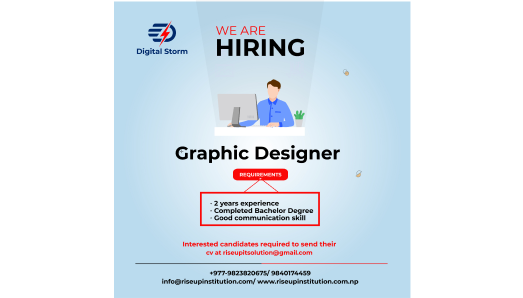 Digital Storm
WE ARE
HIRING
Graphic Designer
REQUIREMENTS
- 2 years experience
- Completed Bachelor Degree
- Good communication skill
Interested candidates required to send their
cv at riseupitsolution@gmail.com
+977-9823820675/ 9840174459
info@riseupinstitution.com/ www.riseupinstitution.com.np